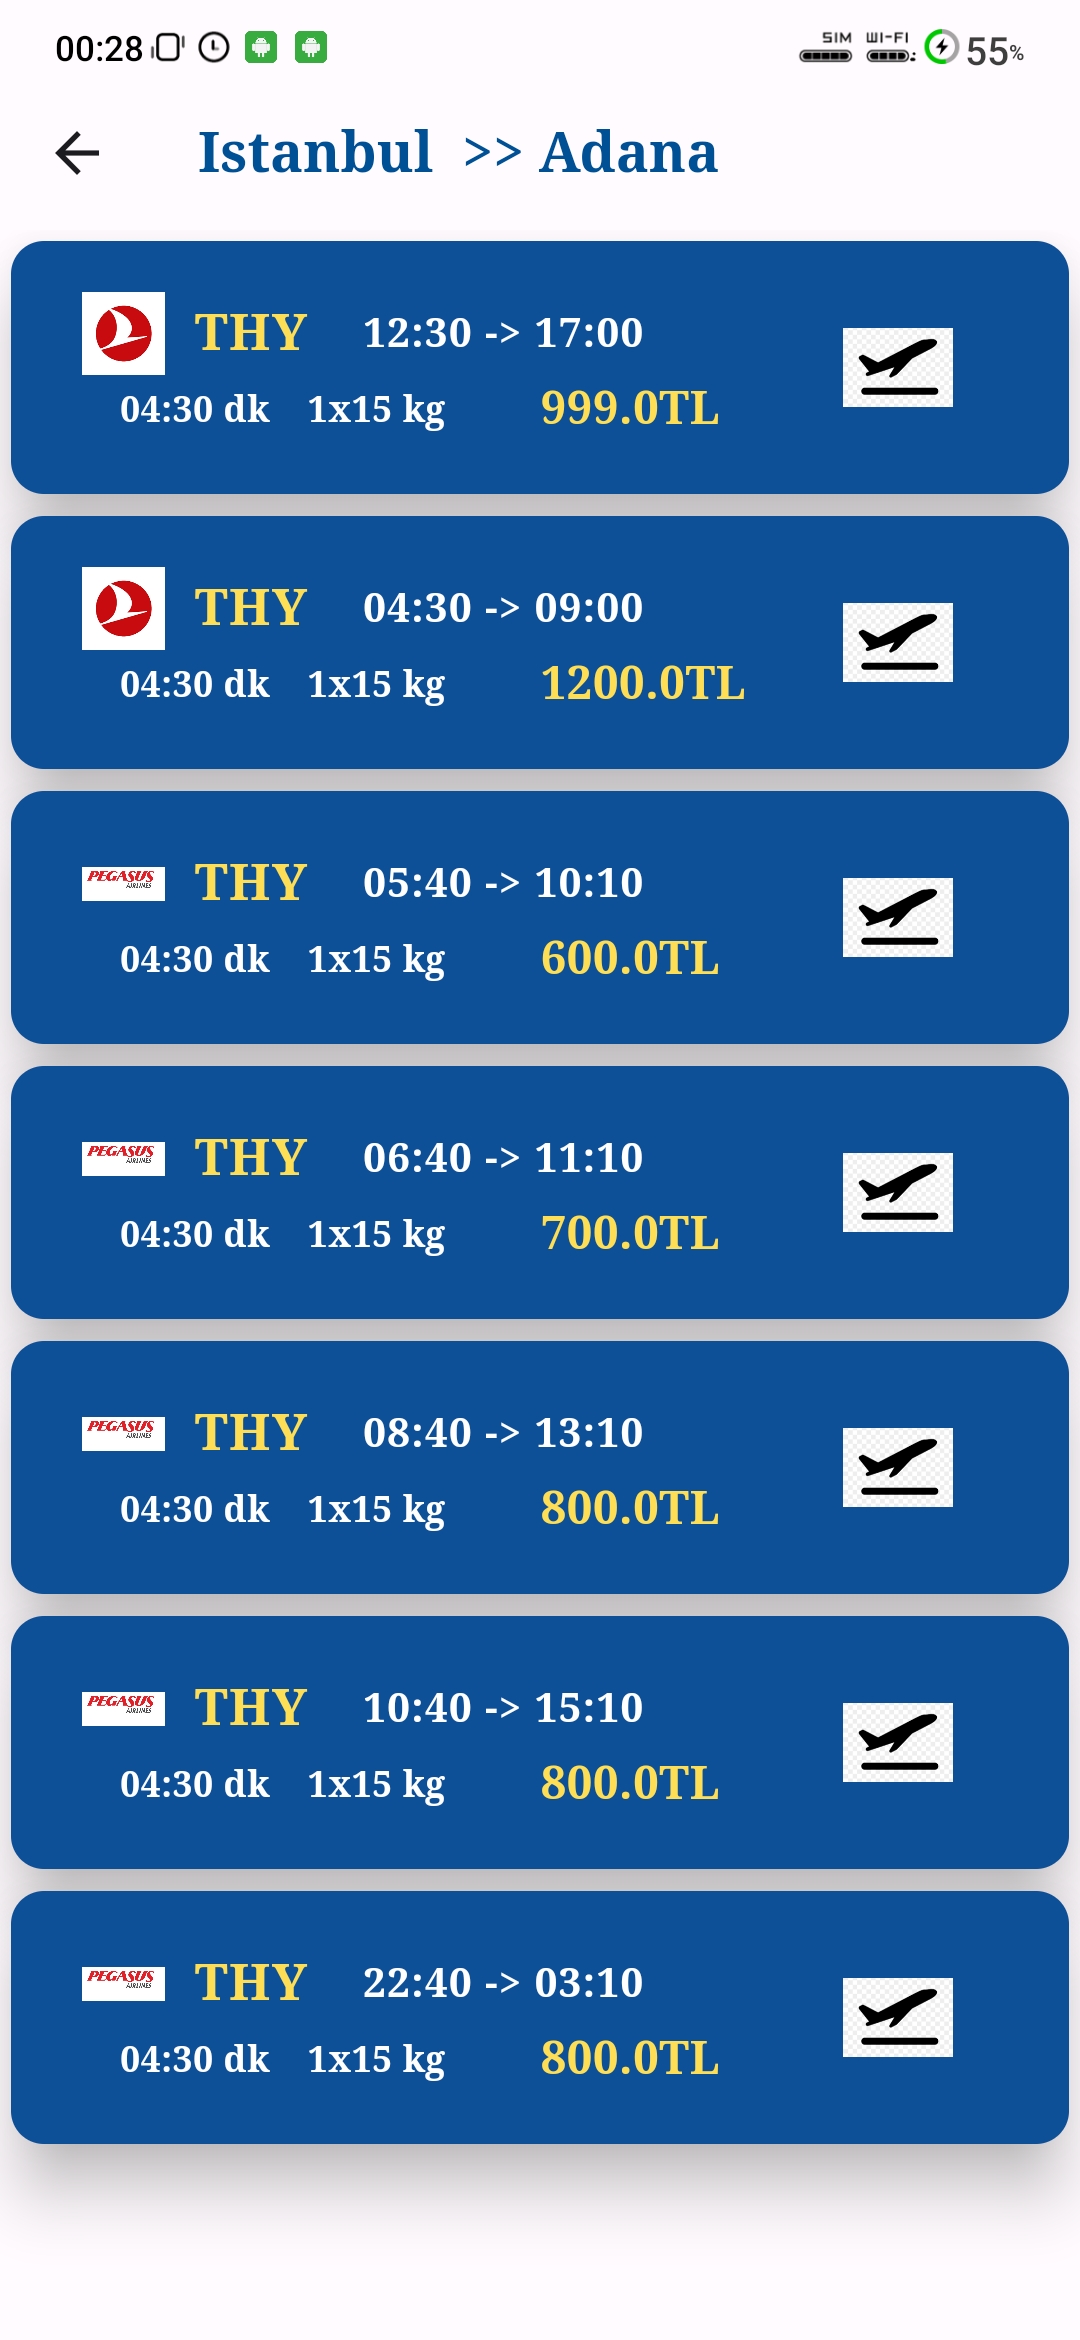 00:28 SIM WI-FI 55%
Istanbul >> Adana
THY 12:30 -> 17:00
04:30 dk 1x15 kg 999.0TL
THY 04:30 -> 09:00
04:30 dk 1x15 kg 1200.0TL
PEGASUS AIRLINES THY 05:40 -> 10:10
04:30 dk 1x15 kg 600.0TL
PEGASUS AIRLINES THY 06:40 -> 11:10
04:30 dk 1x15 kg 700.0TL
PEGASUS AIRLINES THY 08:40 -> 13:10
04:30 dk 1x15 kg 800.0TL
PEGASUS AIRLINES THY 10:40 -> 15:10
04:30 dk 1x15 kg 800.0TL
PEGASUS AIRLINES THY 22:40 -> 03:10
04:30 dk 1x15 kg 800.0TL